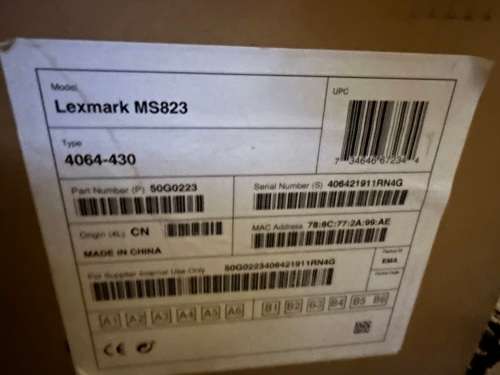 Model
Lexmark MS823
UPC
7 34646 67234 4
Type
4064-430
Part Number (P) 50G0223
Serial Number (S) 406421911RN4G
Origin (4L) CN
MAC Address 78:8C:77:2A:99:AE
MADE IN CHINA
For Supplier Internal Use Only
50G0223406421911RN4G
EMA
A1 A2 A3 A4 A5 A6 B1 B2 B3 B4 B5 B6
CE